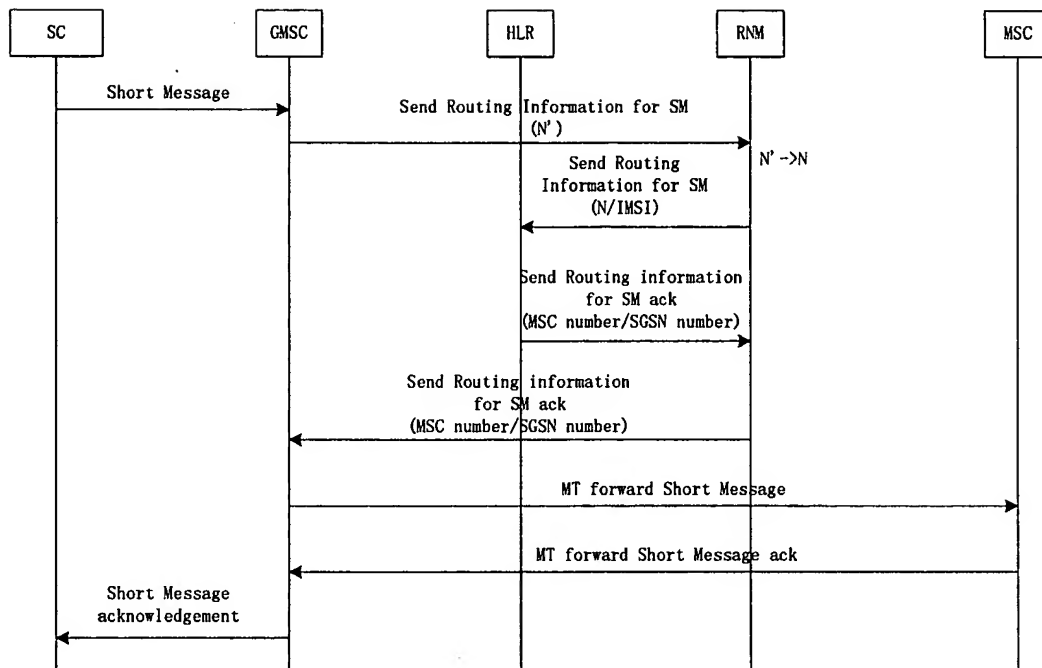 SC
GMSC
HLR
RNM
MSC
Short Message
Send Routing Information for SM
(N')
N'->N
Send Routing
Information for SM
(N/IMSI)
Send Routing information
for SM ack
(MSC number/SGSN number)
Send Routing information
for SM ack
(MSC number/SGSN number)
MT forward Short Message
MT forward Short Message ack
Short Message
acknowledgement